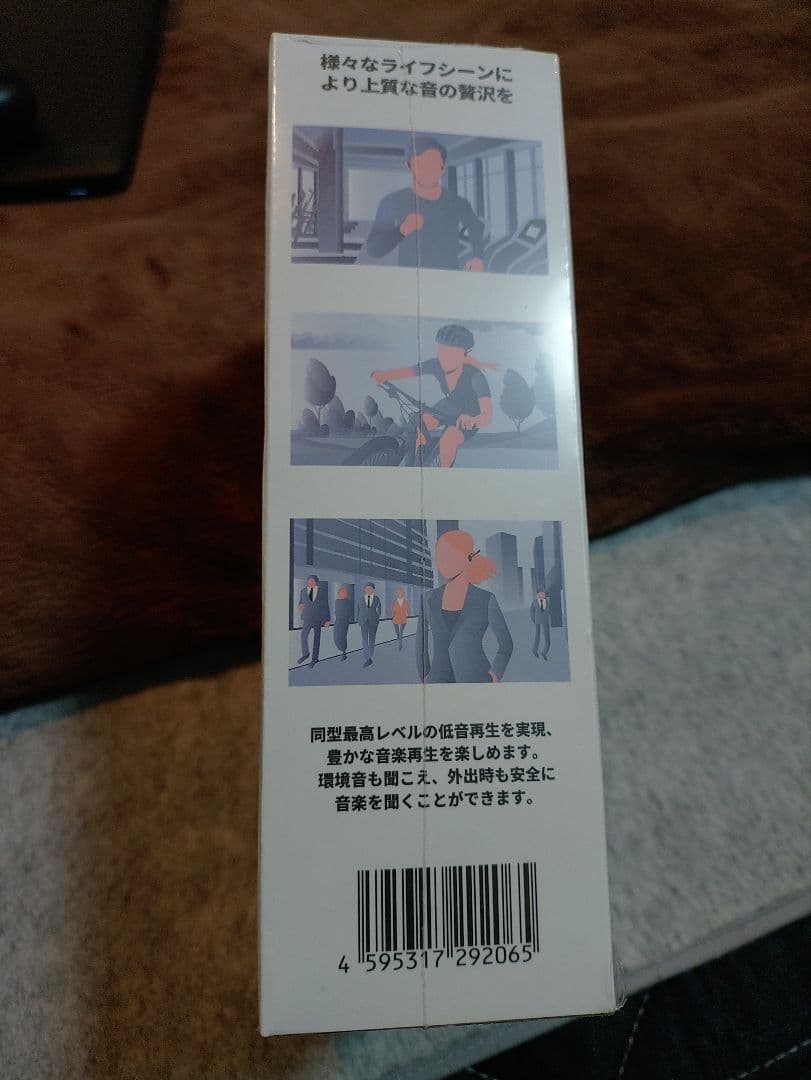 様々なライフシーンに
より上質な音の贅沢を
同型最高レベルの低音再生を実現、
豊かな音楽再生を楽しめます。
環境音も聞こえ、外出時も安全に
音楽を聞くことができます。
4 595317 292065